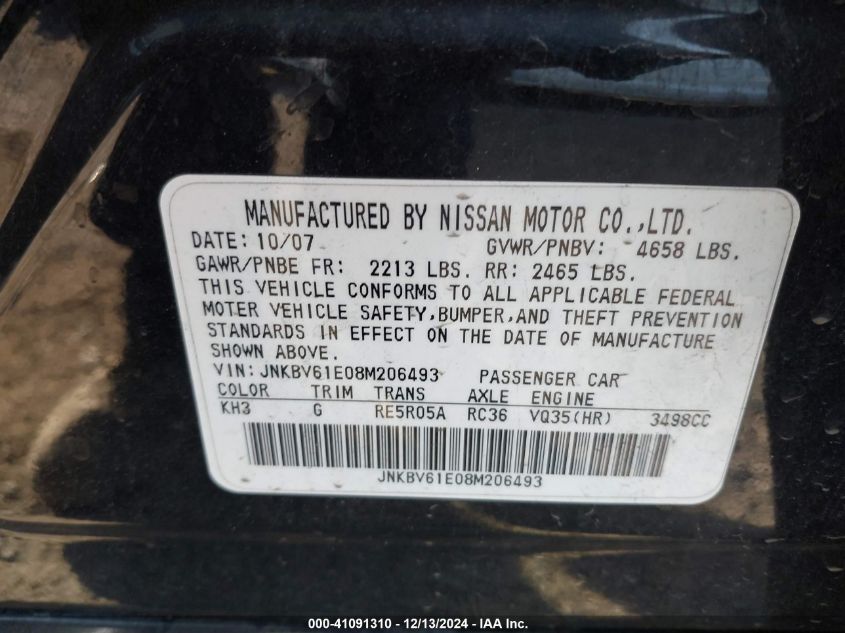 MANUFACTURED BY NISSAN MOTOR CO.,LTD.
DATE: 10/07 GVWR/PNBV: 4658 LBS.
GAWR/PNBE FR: 2213 LBS. RR: 2465 LBS.
THIS VEHICLE CONFORMS TO ALL APPLICABLE FEDERAL
MOTER VEHICLE SAFETY,BUMPER,AND THEFT PREVENTION
STANDARDS IN EFFECT ON THE DATE OF MANUFACTURE
SHOWN ABOVE.
VIN: JNKBV61E08M206493 PASSENGER CAR
COLOR TRIM TRANS AXLE ENGINE
KH3 G RE5R05A RC36 VQ35(HR) 3498CC
JNKBV61E08M206493
000-41091310 - 12/13/2024 - IAA Inc.